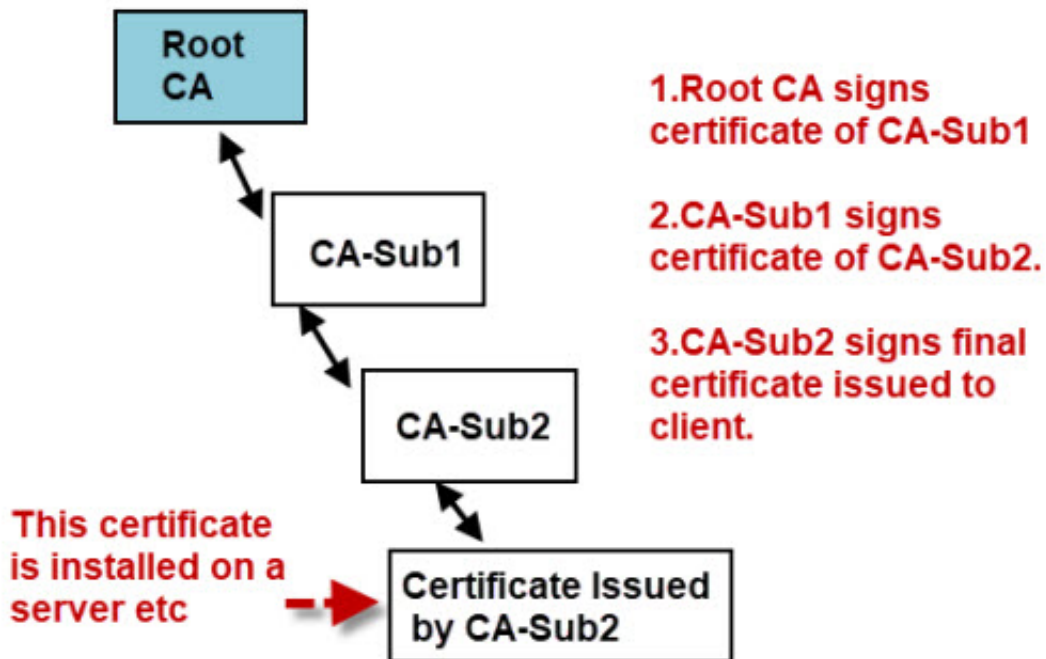 Root
CA
1.Root CA signs
certificate of CA-Sub1
CA-Sub1
2.CA-Sub1 signs
certificate of CA-Sub2.
CA-Sub2
3.CA-Sub2 signs final
certificate issued to
client.
This certificate
is installed on a
server etc
Certificate Issued
by CA-Sub2